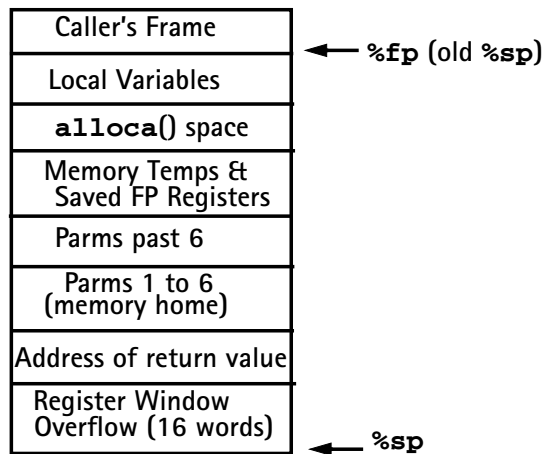 Caller's Frame
%fp (old %sp)
Local Variables
alloca() space
Memory Temps &
Saved FP Registers
Parms past 6
Parms 1 to 6
(memory home)
Address of return value
Register Window
Overflow (16 words)
%sp